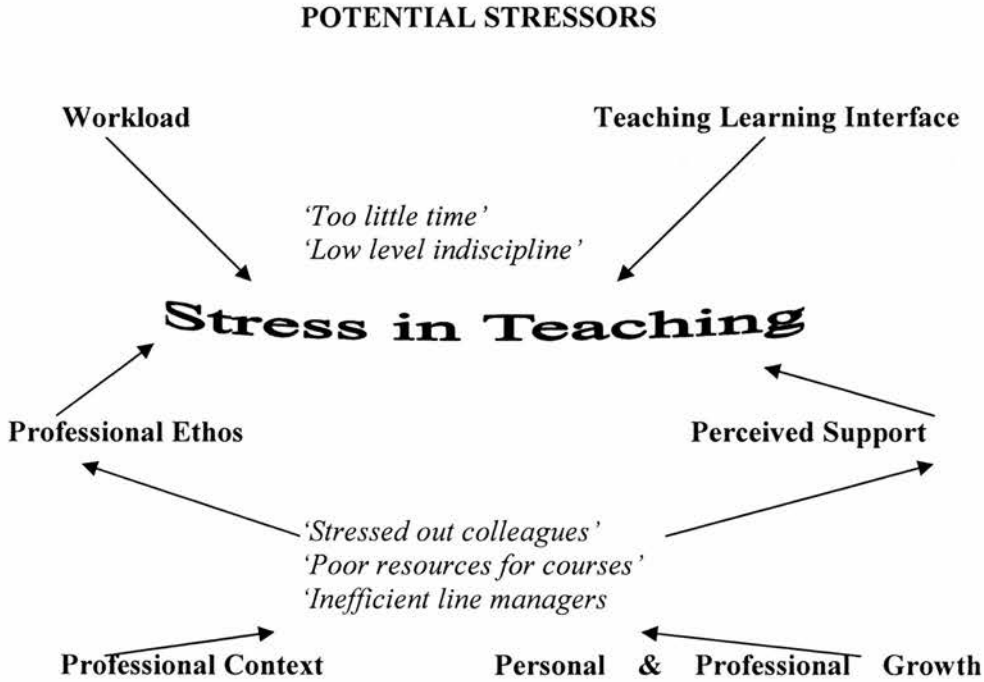 POTENTIAL STRESSORS
Workload
Teaching Learning Interface
‘Too little time’
‘Low level indiscipline’
Stress in Teaching
Professional Ethos
Perceived Support
‘Stressed out colleagues’
‘Poor resources for courses’
‘Inefficient line managers
Professional Context
Personal & Professional Growth